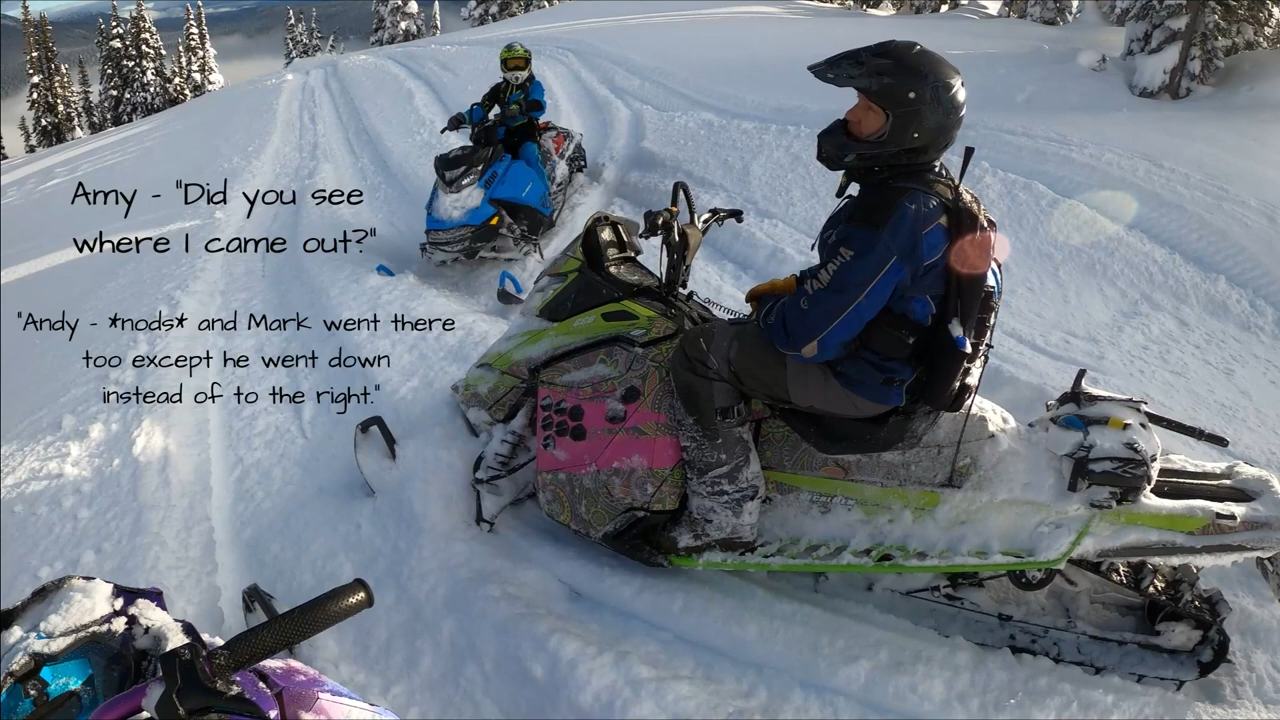 Amy - "Did you see
where I came out?"
"Andy - *nods* and Mark went there
too except he went down
instead of to the right."
YAMAHA